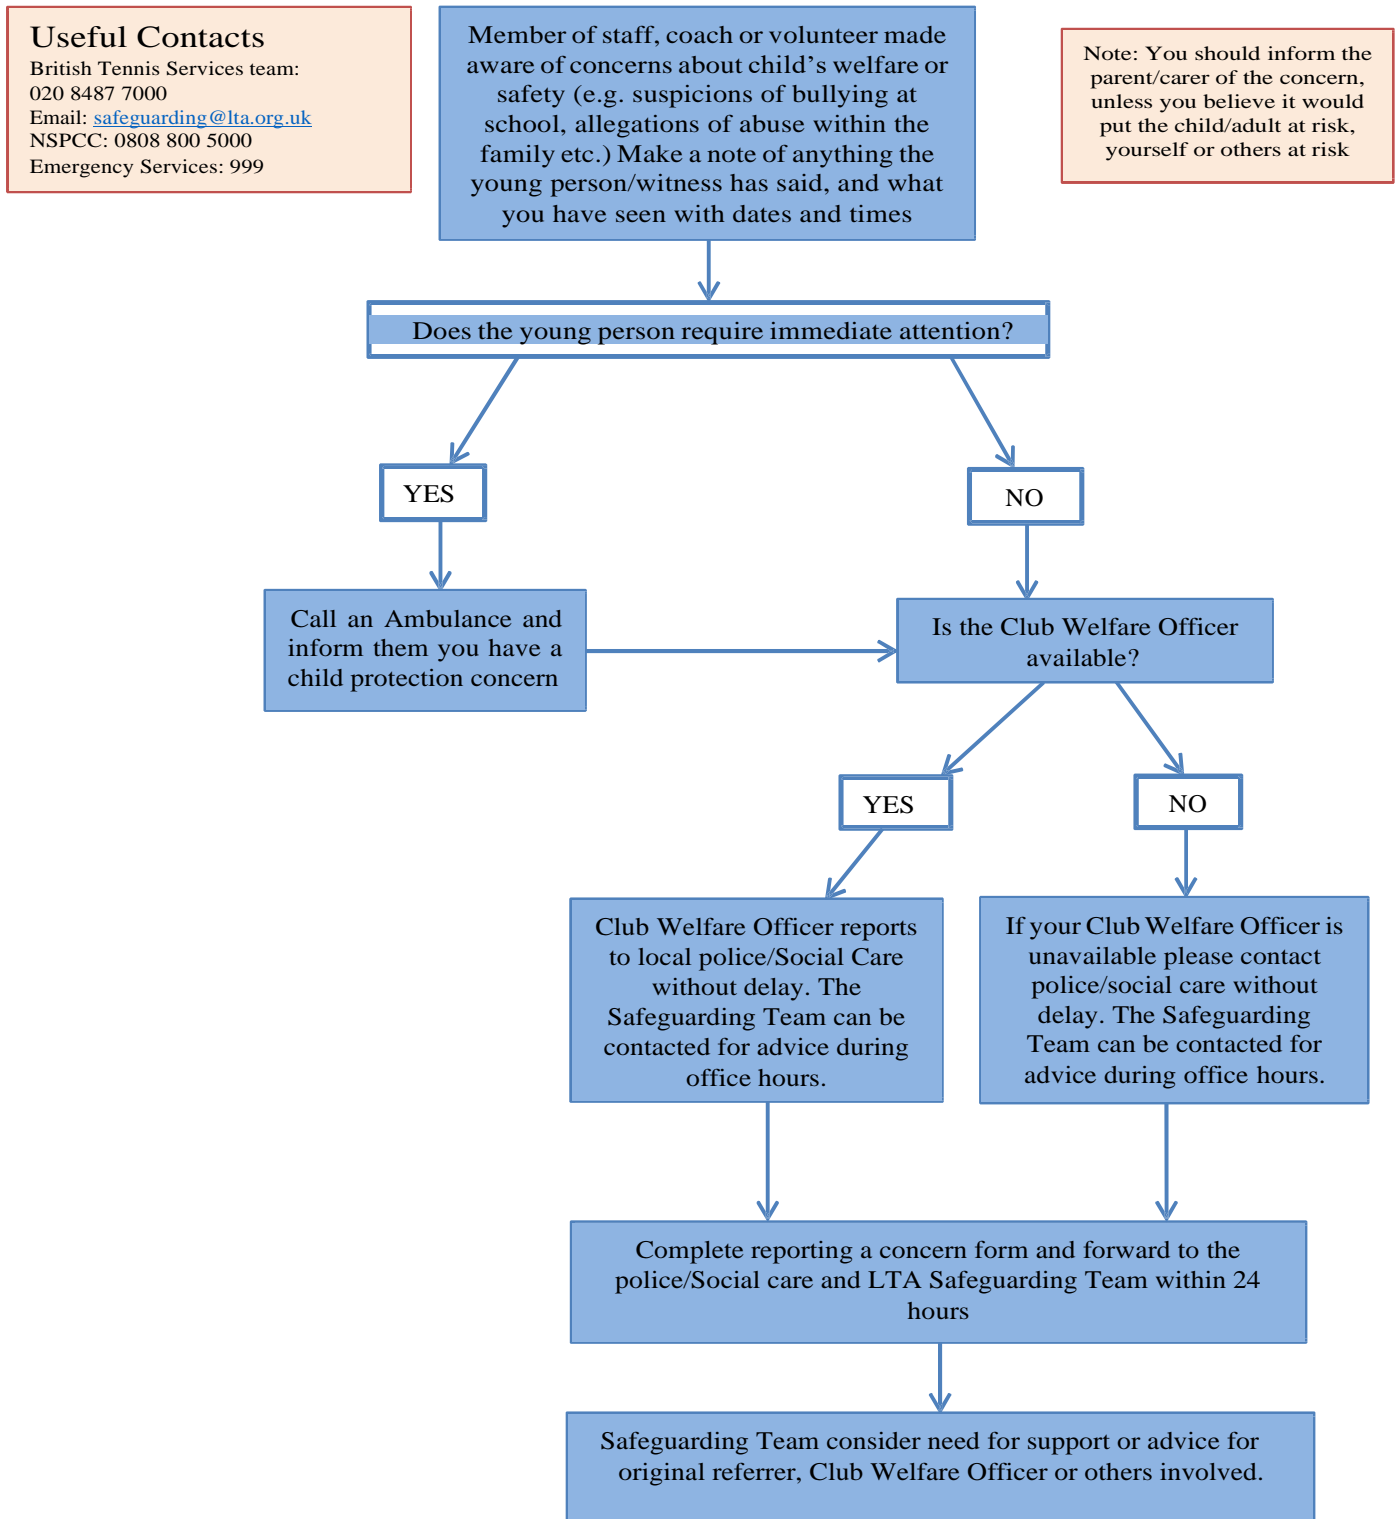 Useful Contacts
British Tennis Services team:
020 8487 7000
Email: safeguarding@lta.org.uk
NSPCC: 0808 800 5000
Emergency Services: 999
Member of staff, coach or volunteer made
aware of concerns about child’s welfare or
safety (e.g. suspicions of bullying at
school, allegations of abuse within the
family etc.) Make a note of anything the
young person/witness has said, and what
you have seen with dates and times
Note: You should inform the
parent/carer of the concern,
unless you believe it would
put the child/adult at risk,
yourself or others at risk
Does the young person require immediate attention?
YES
NO
Call an Ambulance and
inform them you have a
child protection concern
Is the Club Welfare Officer
available?
YES
NO
Club Welfare Officer reports
to local police/Social Care
without delay. The
Safeguarding Team can be
contacted for advice during
office hours.
If your Club Welfare Officer is
unavailable please contact
police/social care without
delay. The Safeguarding
Team can be contacted for
advice during office hours.
Complete reporting a concern form and forward to the
police/Social care and LTA Safeguarding Team within 24
hours
Safeguarding Team consider need for support or advice for
original referrer, Club Welfare Officer or others involved.